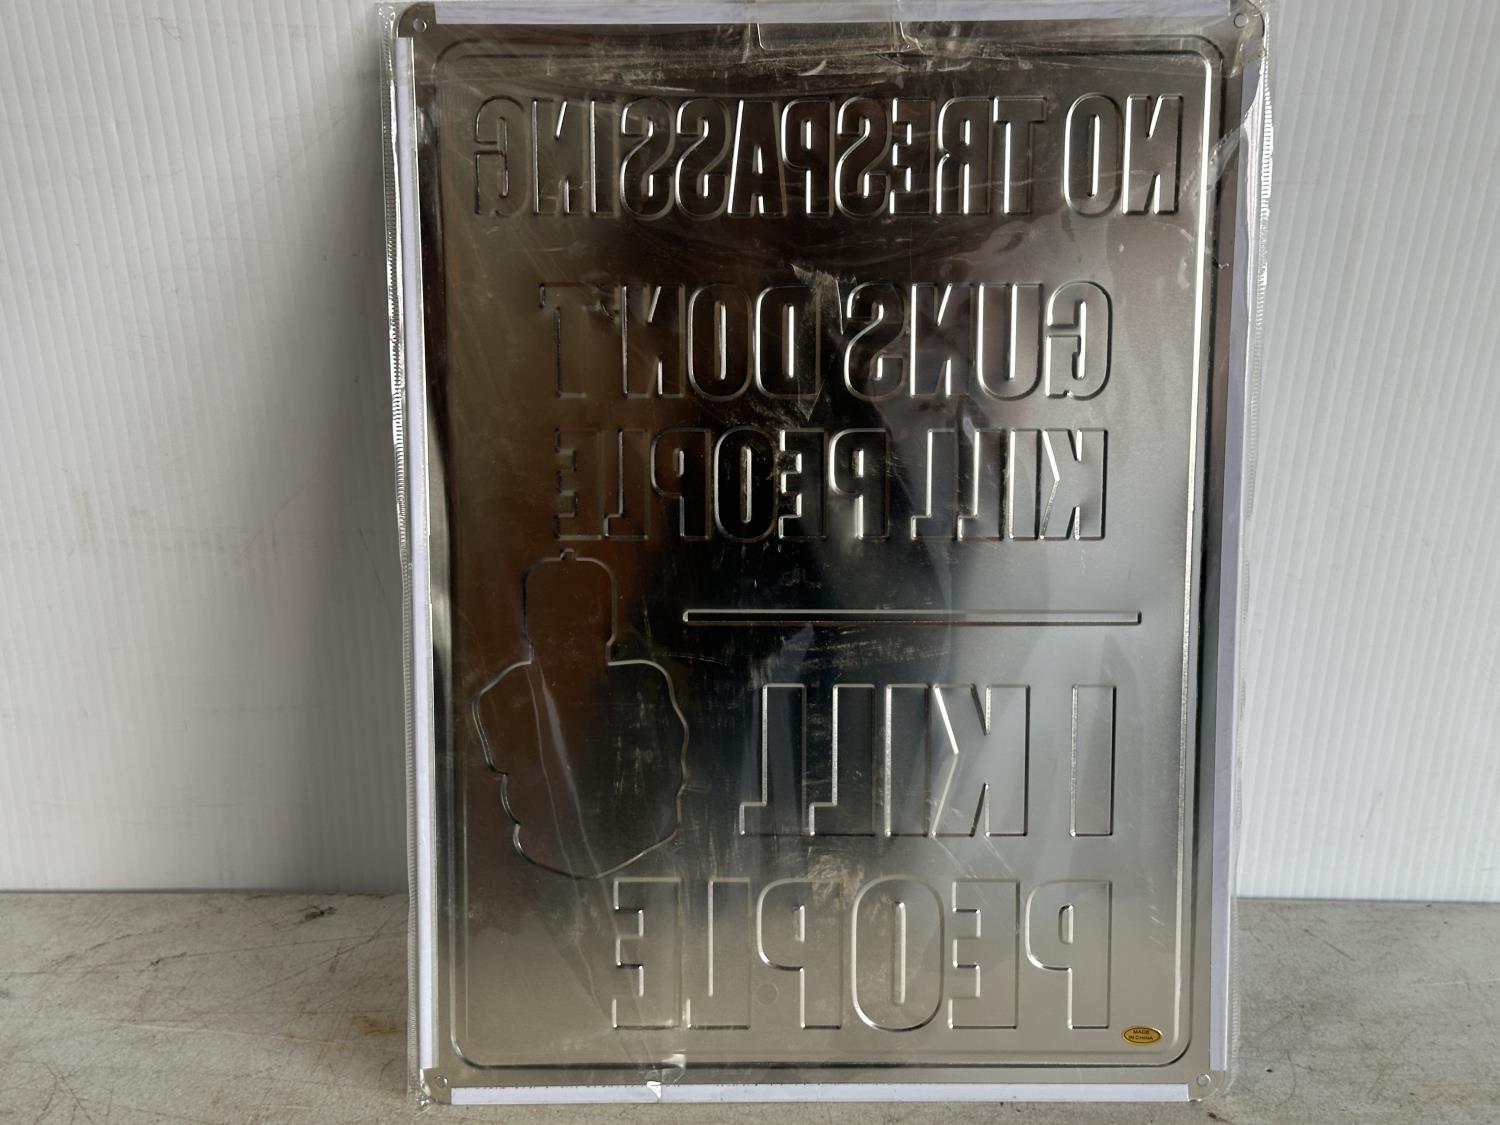 NO TRESPASSING
GUNS DON'T
KILL PEOPLE
I KILL
PEOPLE
MADE
IN CHINA